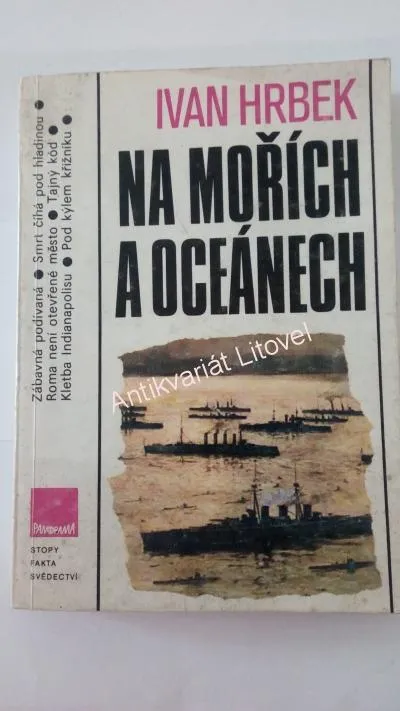 IVAN HRBEK
NA MOŘÍCH
A OCEÁNECH
Zábavná podívaná ● Smrt číhá pod hladinou ●
Roma není otevřené město ● Tajný kód ●
Kletba Indianapolisu ● Pod kýlem křižníku ●
Antikvariát Litovel
PANORAMA
STOPY
FAKTA
SVĚDECTVÍ